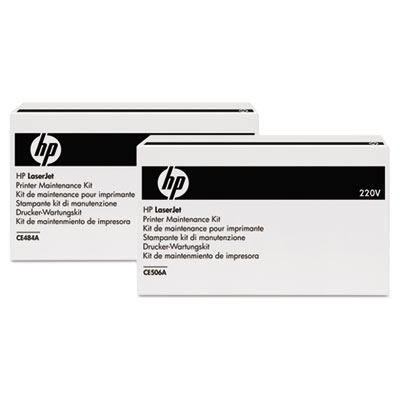 hp
HP LaserJet
Printer Maintenance Kit
Kit de maintenance pour imprimante
Stampante kit di manutenzione
Drucker-Wartungskit
Kit de mantenimiento de impresora
CE484A
hp
220V
HP LaserJet
Printer Maintenance Kit
Kit de maintenance pour imprimante
Stampante kit di manutenzione
Drucker-Wartungskit
Kit de mantenimiento de impresora
CE506A